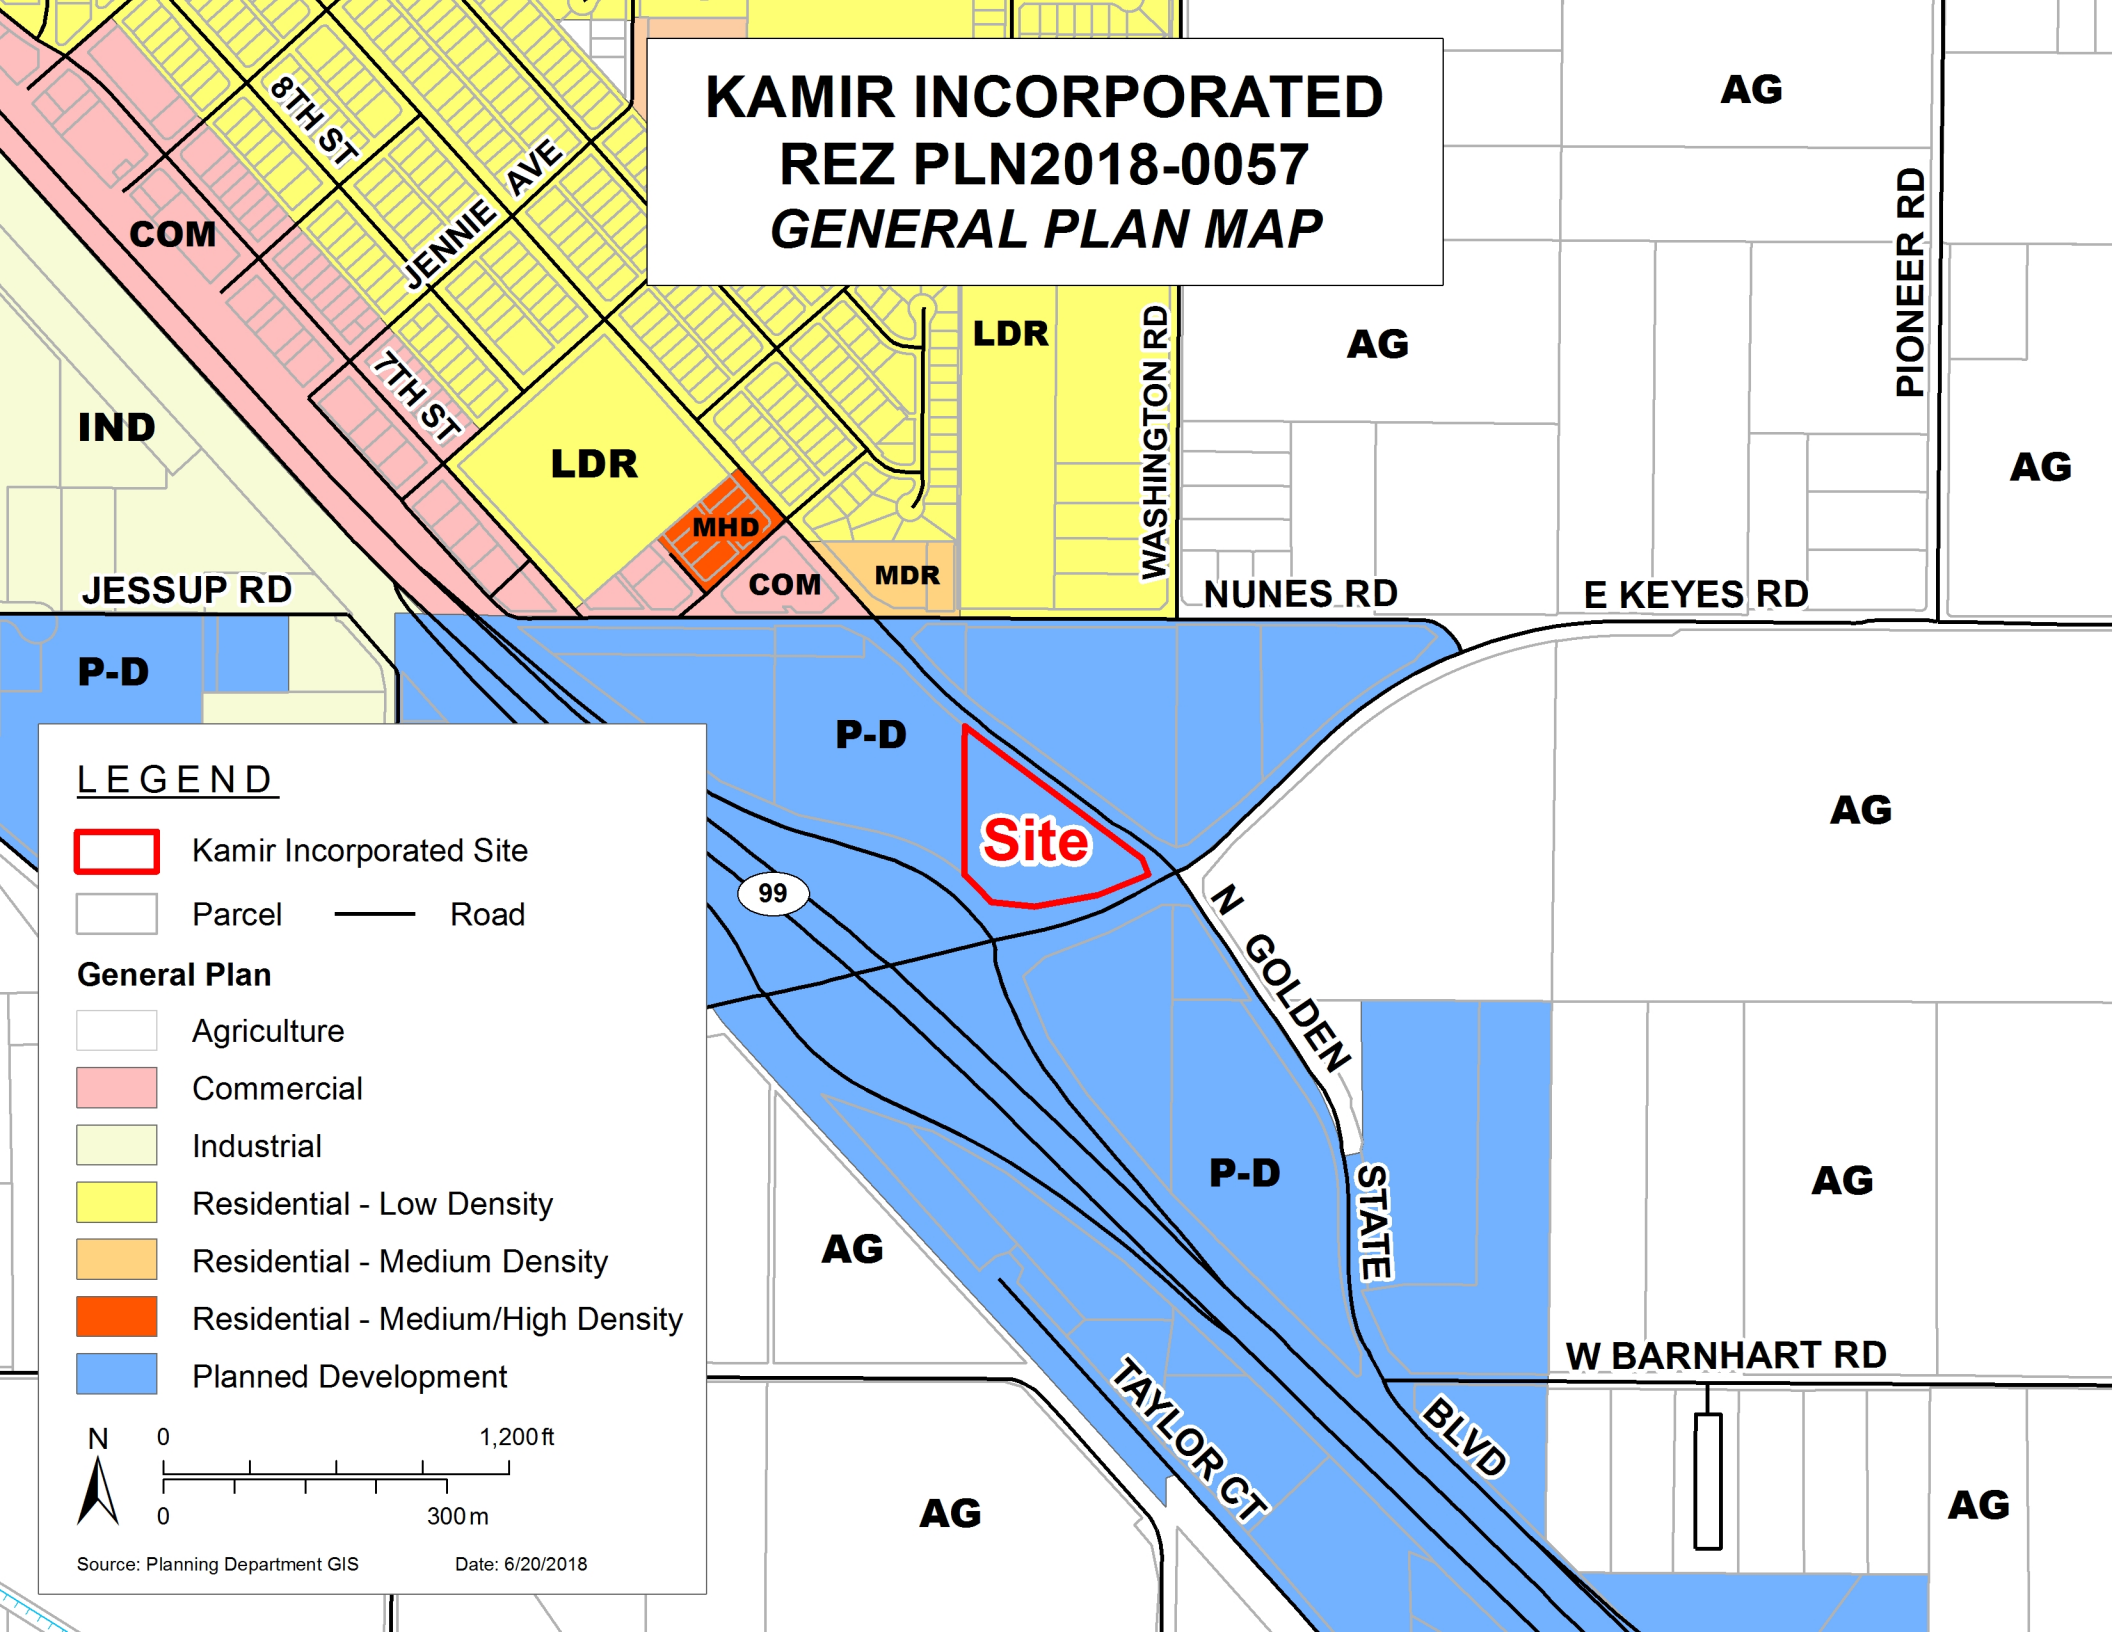 KAMIR INCORPORATED
REZ PLN2018-0057
GENERAL PLAN MAP
AG
8TH ST
JENNIE AVE
COM
PIONEER RD
LDR
WASHINGTON RD
AG
7TH ST
IND
LDR
AG
MHD
COM
MDR
JESSUP RD
NUNES RD
E KEYES RD
P-D
P-D
Site
AG
99
N GOLDEN STATE BLVD
P-D
AG
AG
W BARNHART RD
TAYLOR CT
AG
AG
LEGEND
Kamir Incorporated Site
Parcel
Road
General Plan
Agriculture
Commercial
Industrial
Residential - Low Density
Residential - Medium Density
Residential - Medium/High Density
Planned Development
N
0 1,200 ft
0 300 m
Source: Planning Department GIS Date: 6/20/2018